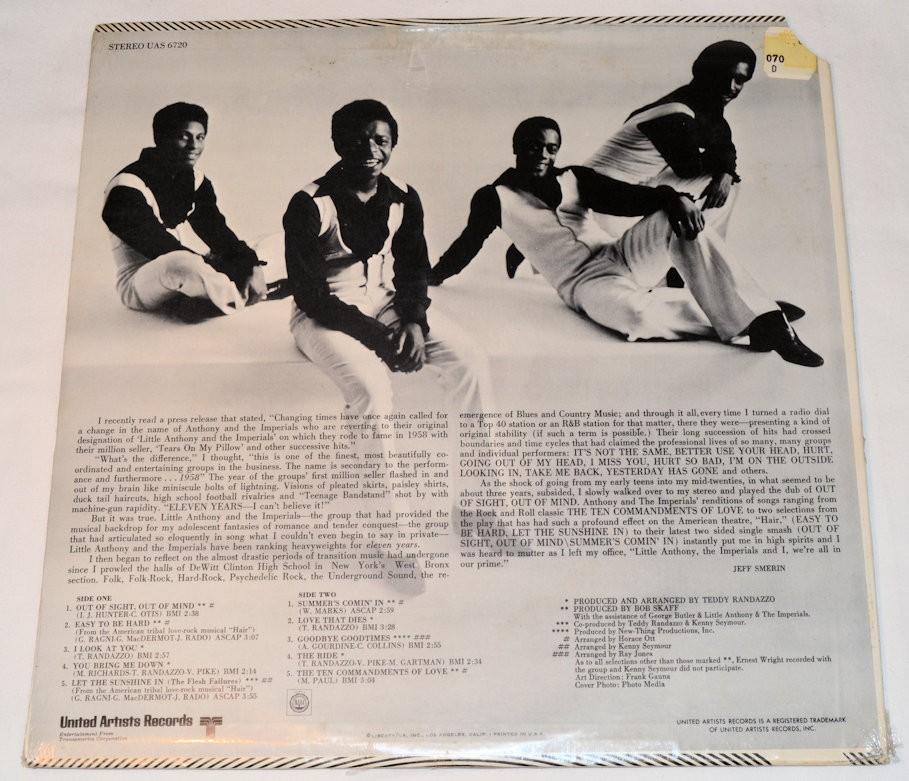 STEREO UAS 6720
070
D
I recently read a press release that stated, "Changing times have once again called for
a change in the name of Anthony and the Imperials who are reverting to their original
designation of 'Little Anthony and the Imperials' on which they rode to fame in 1958 with
their million seller, 'Tears On My Pillow' and other successive hits."
"What's the difference," I thought, "this is one of the finest, most beautifully co-
ordinated and entertaining groups in the business. The name is secondary to the perform-
ance and furthermore . . . 1958" The year of the groups' first million seller flashed in and
out of my brain like miniscule bolts of lightning. Visions of pleated skirts, paisley shirts,
duck tail haircuts, high school football rivalries and "Teenage Bandstand" shot by with
machine-gun rapidity. "ELEVEN YEARS—I can't believe it!"
But it was true. Little Anthony and the Imperials—the group that had provided the
musical backdrop for my adolescent fantasies of romance and tender conquest—the group
that had articulated so eloquently in song what I couldn't even begin to say in private—
Little Anthony and the Imperials have been ranking heavyweights for eleven years.
I then began to reflect on the almost drastic periods of transition music had undergone
since I prowled the halls of DeWitt Clinton High School in New York's West Bronx
section. Folk, Folk-Rock, Hard-Rock, Psychedelic Rock, the Underground Sound, the re-
emergence of Blues and Country Music; and through it all, every time I turned a radio dial
to a Top 40 station or an R&B station for that matter, there they were—presenting a kind of
original stability (if such a term is possible.) Their long succession of hits had crossed
boundaries and time cycles that had claimed the professional lives of so many, many groups
and individual performers: IT'S NOT THE SAME, BETTER USE YOUR HEAD, HURT,
GOING OUT OF MY HEAD, I MISS YOU, HURT SO BAD, I'M ON THE OUTSIDE
LOOKING IN, TAKE ME BACK, YESTERDAY HAS GONE and others.
As the shock of going from my early teens into my mid-twenties, in what seemed to be
about three years, subsided, I slowly walked over to my stereo and played the dub of OUT
OF SIGHT, OUT OF MIND. Anthony and The Imperials' renditions of songs ranging from
the Rock and Roll classic THE TEN COMMANDMENTS OF LOVE to two selections from
the play that has had such a profound effect on the American theatre, "Hair," (EASY TO
BE HARD, LET THE SUNSHINE IN) to their latest two sided single smash (OUT OF
SIGHT, OUT OF MIND\SUMMER'S COMIN' IN) instantly put me in high spirits and I
was heard to mutter as I left my office, "Little Anthony, the Imperials and I, we're all in
our prime."
JEFF SMERIN
SIDE ONE
1. OUT OF SIGHT, OUT OF MIND ** #
(I. J. HUNTER-C. OTIS) BMI 2:38
2. EASY TO BE HARD ** #
(From the American tribal love-rock musical "Hair")
(G. RAGNI-G. MacDERMOT-J. RADO) ASCAP 3:07
3. I LOOK AT YOU *
(T. RANDAZZO) BMI 2:57
4. YOU BRING ME DOWN *
(M. RICHARDS-T. RANDAZZO-V. PIKE) BMI 2:14
5. LET THE SUNSHINE IN (The Flesh Failures) *** ##
(From the American tribal love-rock musical "Hair")
(G. RAGNI-G. MacDERMOT-J. RADO) ASCAP 3:55
SIDE TWO
1. SUMMER'S COMIN' IN ** #
(W. MARKS) ASCAP 2:59
2. LOVE THAT DIES *
(T. RANDAZZO) BMI 3:28
3. GOODBYE GOODTIMES **** ###
(A. GOURDINE-C. COLLINS) BMI 2:55
4. THE RIDE *
(T. RANDAZZO-V. PIKE-M. GARTMAN) BMI 2:34
5. THE TEN COMMANDMENTS OF LOVE ** #
(M. PAUL) BMI 3:04
* PRODUCED AND ARRANGED BY TEDDY RANDAZZO
** PRODUCED BY BOB SKAFF
With the assistance of George Butler & Little Anthony & The Imperials.
*** Co-produced by Teddy Randazzo & Kenny Seymour.
**** Produced by New-Thing Productions, Inc.
# Arranged by Horace Ott
## Arranged by Kenny Seymour
### Arranged by Ray Jones
As to all selections other than those marked **, Ernest Wright recorded with
the group and Kenny Seymour did not participate.
Art Direction: Frank Gauna
Cover Photo: Photo Media
United Artists Records
Entertainment From
Transamerica Corporation
© LIBERTY/UA, INC., LOS ANGELES, CALIF. · PRINTED IN U.S.A.
UNITED ARTISTS RECORDS IS A REGISTERED TRADEMARK
OF UNITED ARTISTS RECORDS, INC.